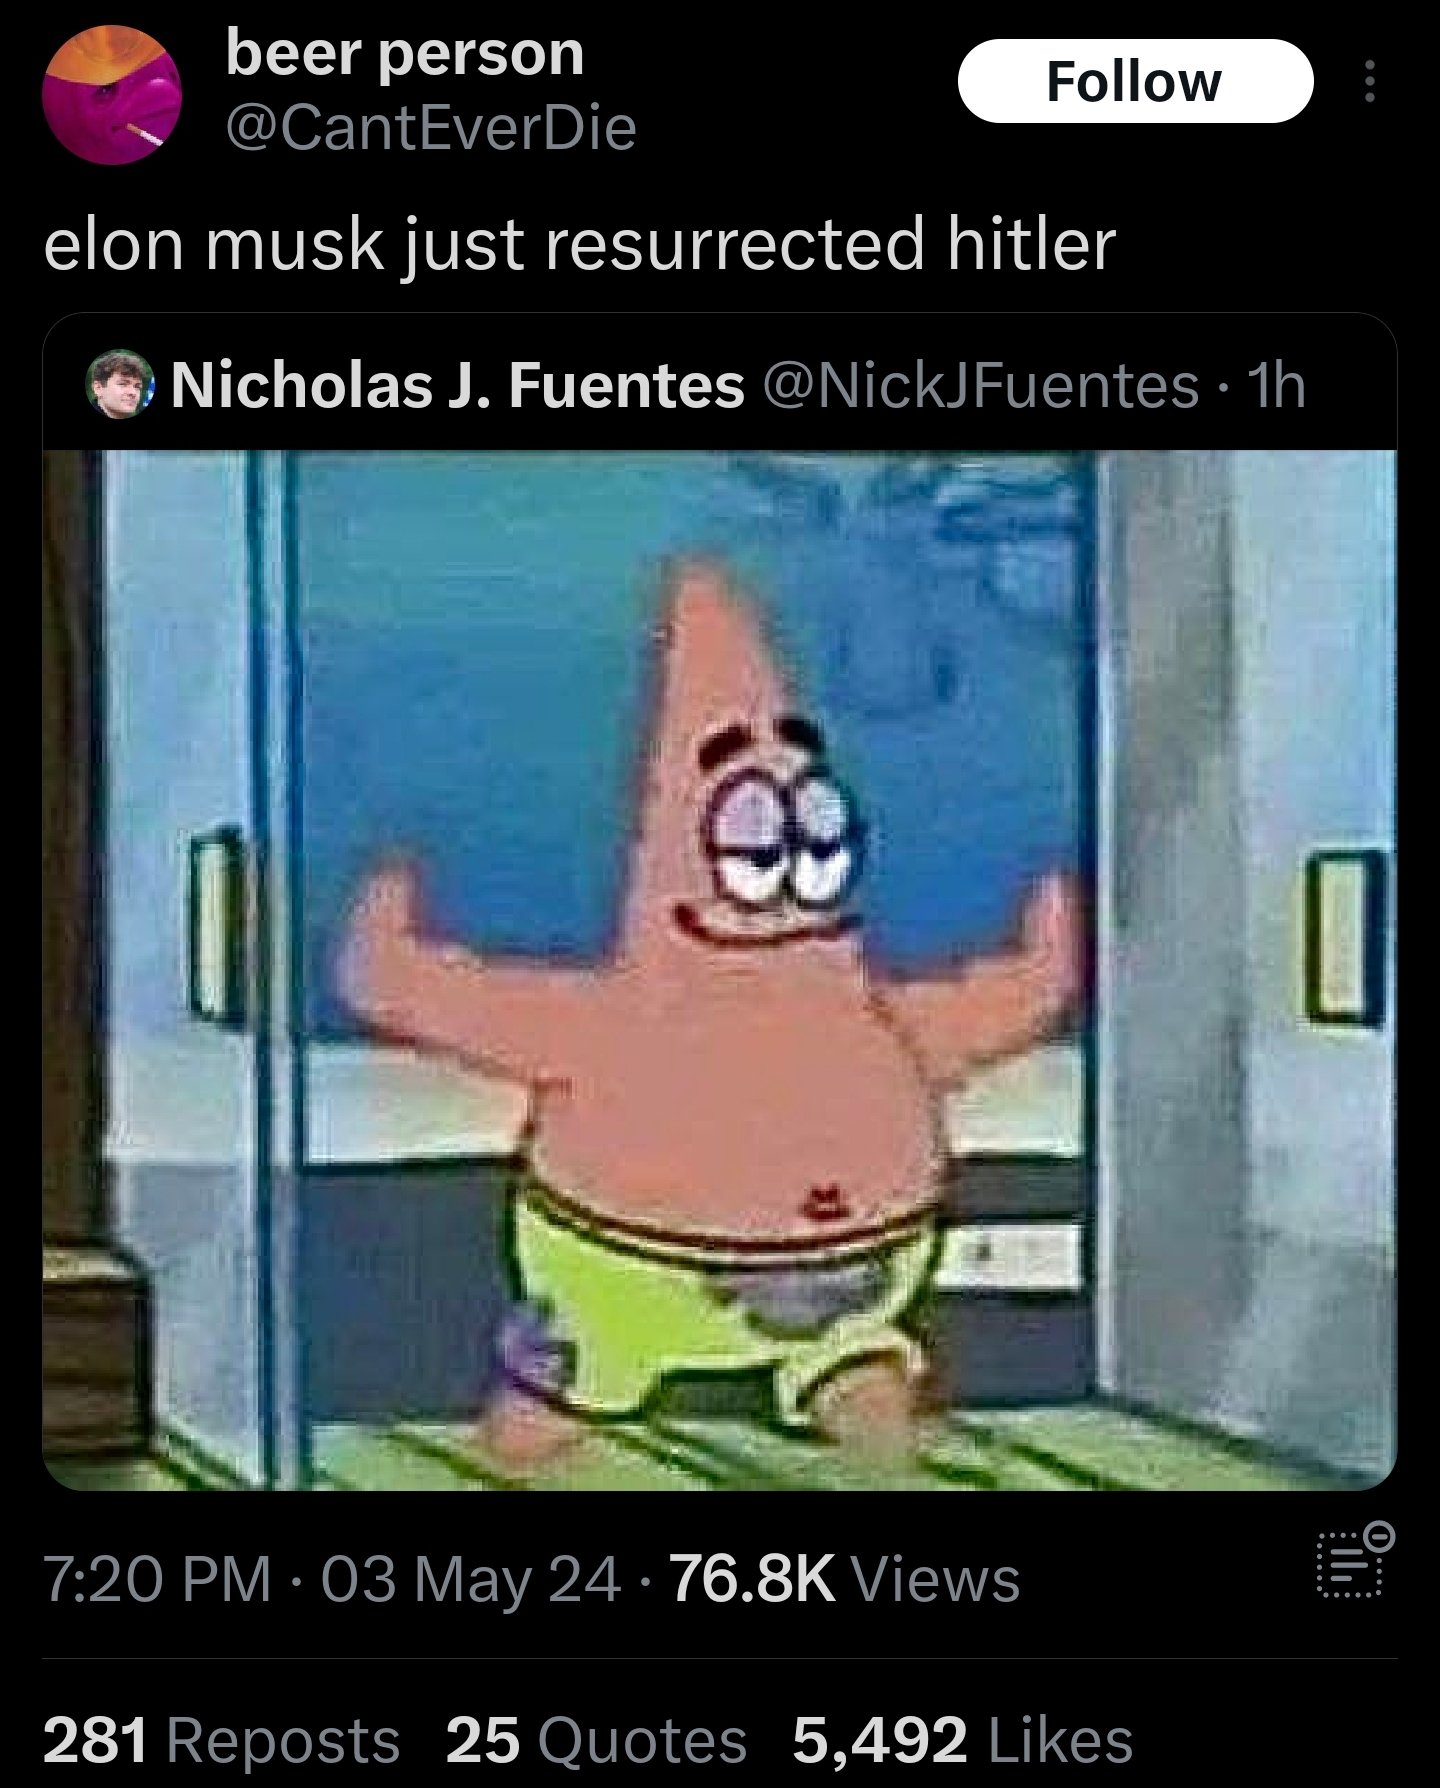 beer person
Follow
@CantEverDie
elon musk just resurrected hitler
Nicholas J. Fuentes @NickJFuentes · 1h
7:20 PM · 03 May 24 · 76.8K Views
281 Reposts 25 Quotes 5,492 Likes